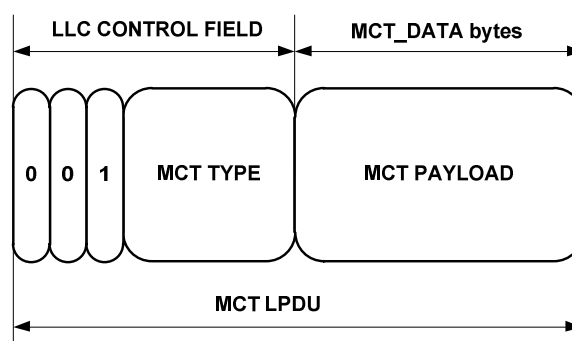 LLC CONTROL FIELD MCT_DATA bytes
0 0 1 MCT TYPE MCT PAYLOAD
MCT LPDU